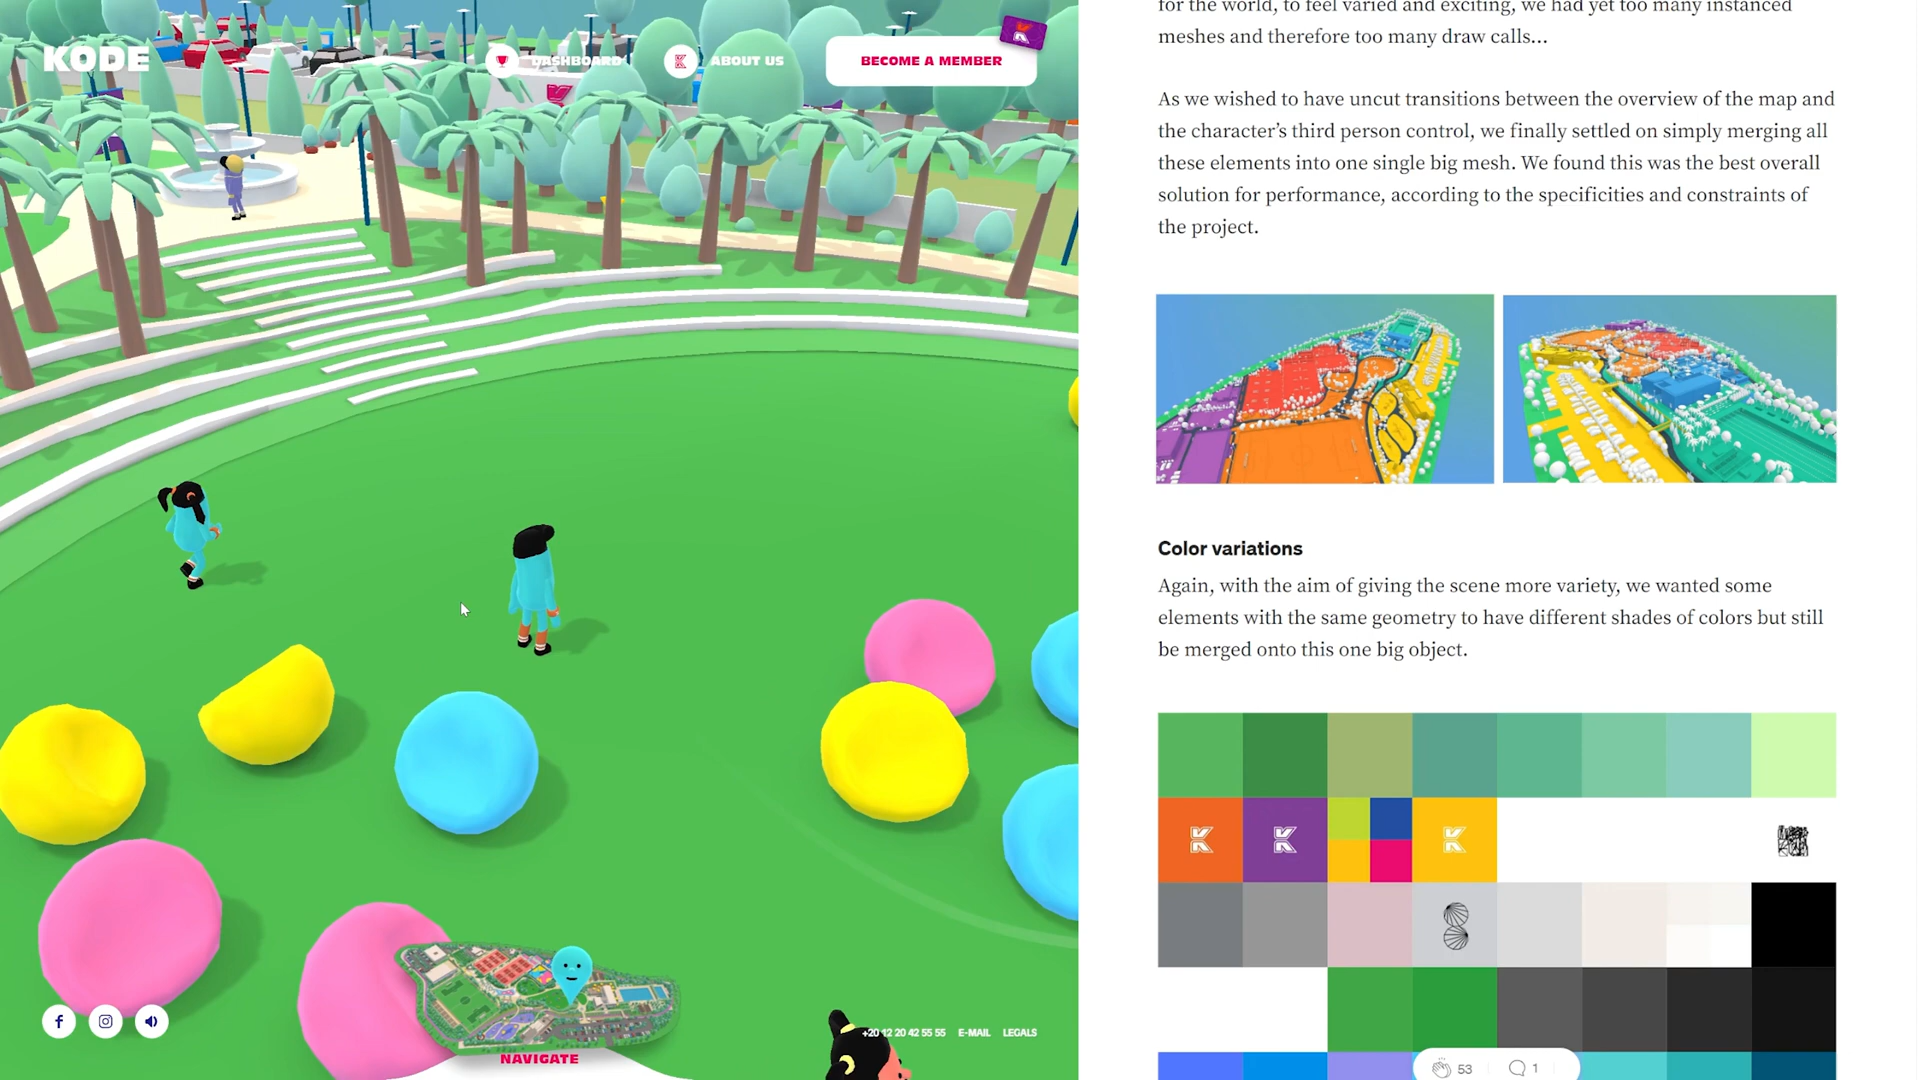 KODE
DASHBOARD
ABOUT US
BECOME A MEMBER
+20 12 20 42 55 55 E-MAIL LEGALS
NAVIGATE
for the world, to feel varied and exciting, we had yet too many instanced
meshes and therefore too many draw calls...
As we wished to have uncut transitions between the overview of the map and
the character’s third person control, we finally settled on simply merging all
these elements into one single big mesh. We found this was the best overall
solution for performance, according to the specificities and constraints of
the project.
Color variations
Again, with the aim of giving the scene more variety, we wanted some
elements with the same geometry to have different shades of colors but still
be merged onto this one big object.
K K K
53 1